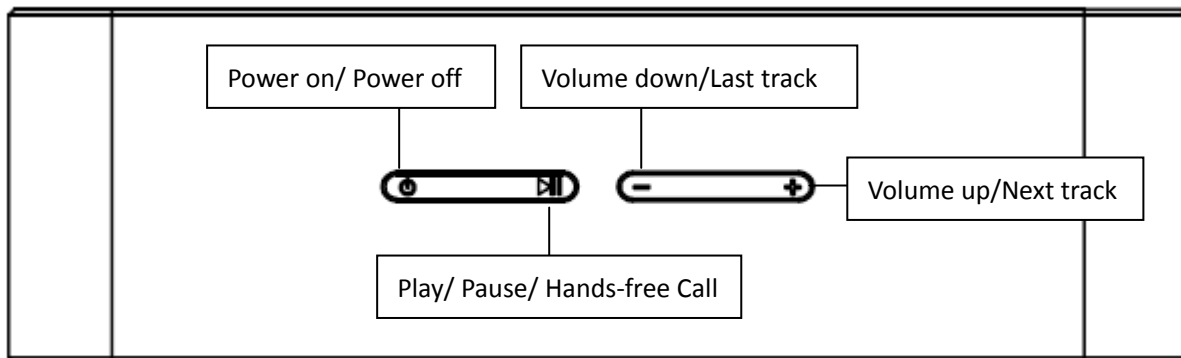 Power on/ Power off
Volume down/Last track
Volume up/Next track
Play/ Pause/ Hands-free Call